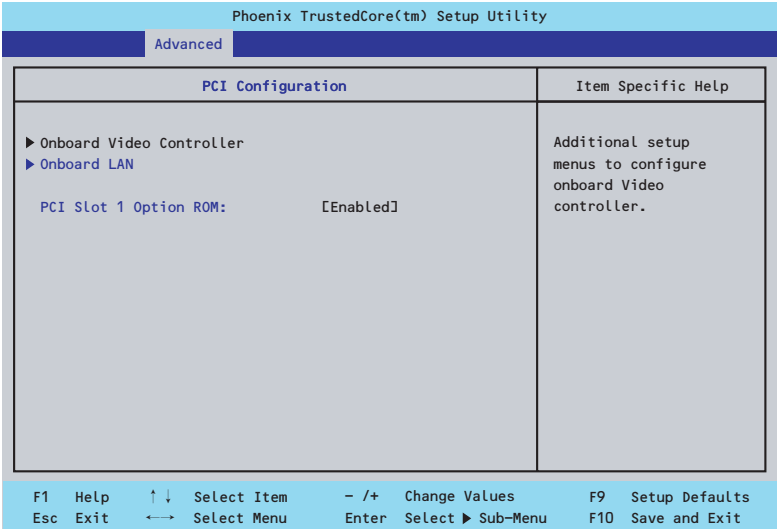 Phoenix TrustedCore(tm) Setup Utility
Advanced
PCI Configuration
Item Specific Help
▶ Onboard Video Controller
▶ Onboard LAN
PCI Slot 1 Option ROM: [Enabled]
Additional setup
menus to configure
onboard Video
controller.
F1 Help ↑↓ Select Item - /+ Change Values F9 Setup Defaults
Esc Exit ←→ Select Menu Enter Select ▶ Sub-Menu F10 Save and Exit